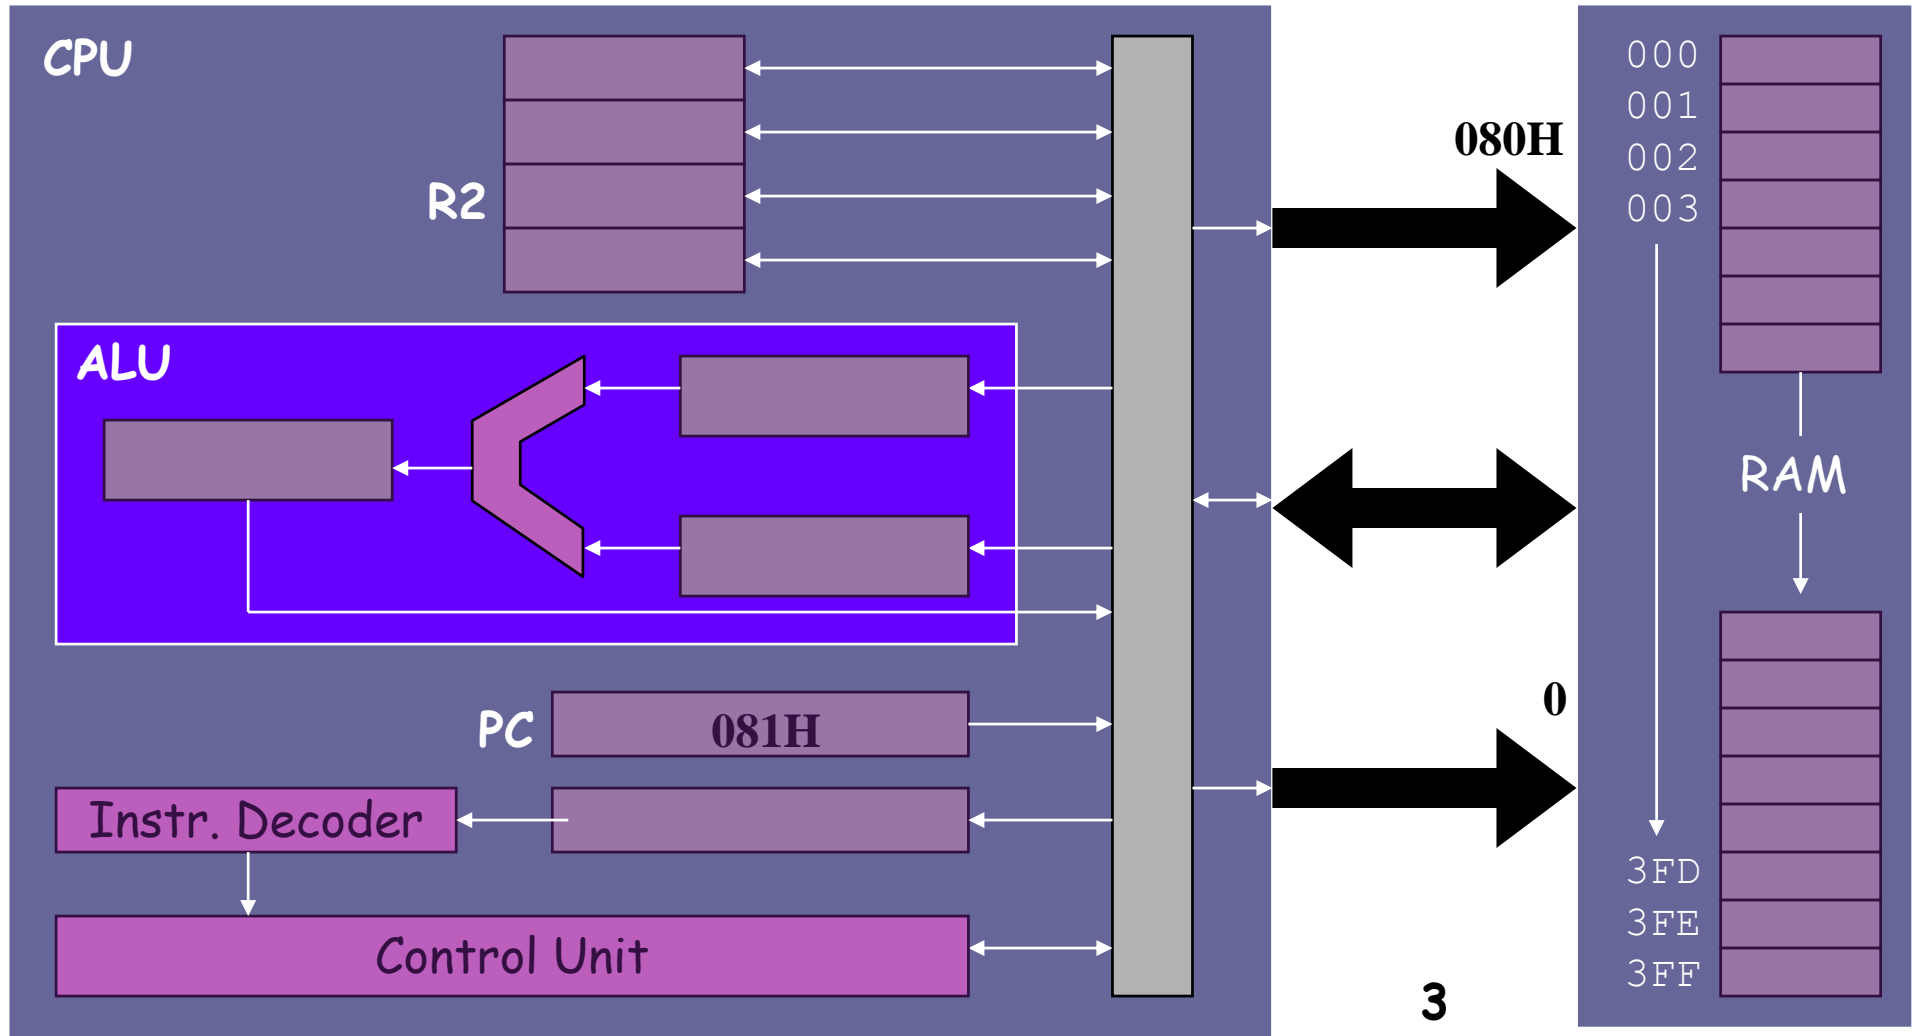 CPU
R2
ALU
PC
081H
Instr. Decoder
Control Unit
080H
0
3
000
001
002
003
RAM
3FD
3FE
3FF